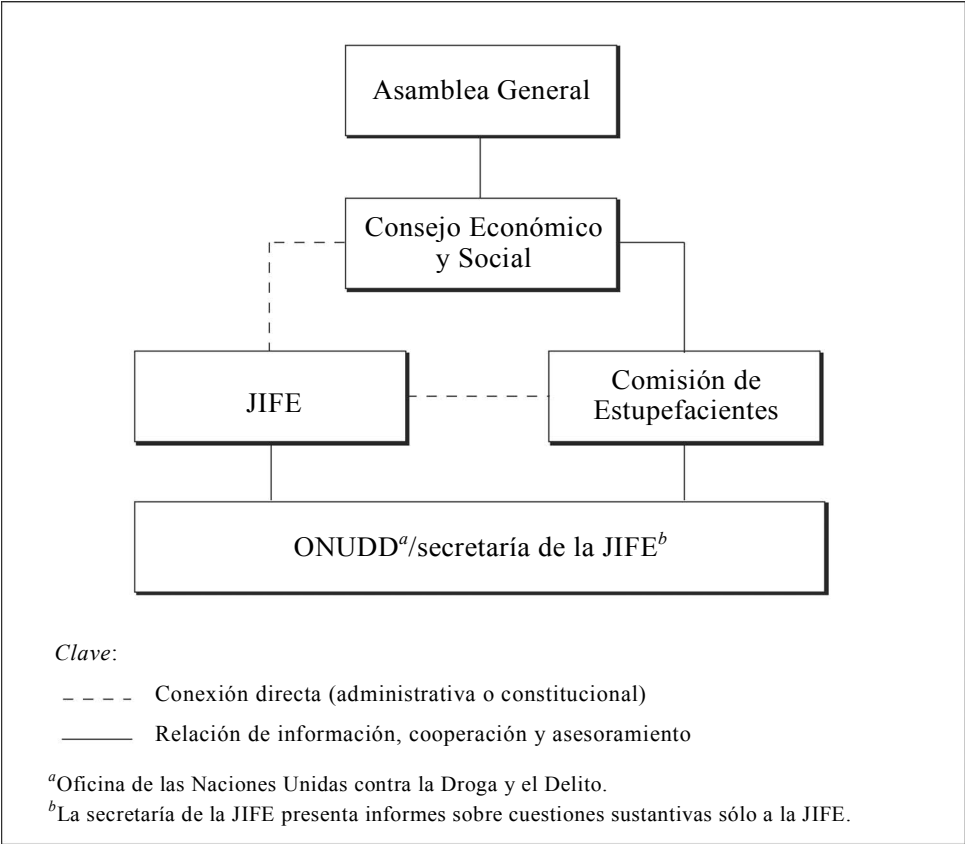 Asamblea General
Consejo Económico
y Social
JIFE
Comisión de
Estupefacientes
ONUDDa/secretaría de la JIFEb
Clave:
Conexión directa (administrativa o constitucional)
Relación de información, cooperación y asesoramiento
aOficina de las Naciones Unidas contra la Droga y el Delito.
bLa secretaría de la JIFE presenta informes sobre cuestiones sustantivas sólo a la JIFE.